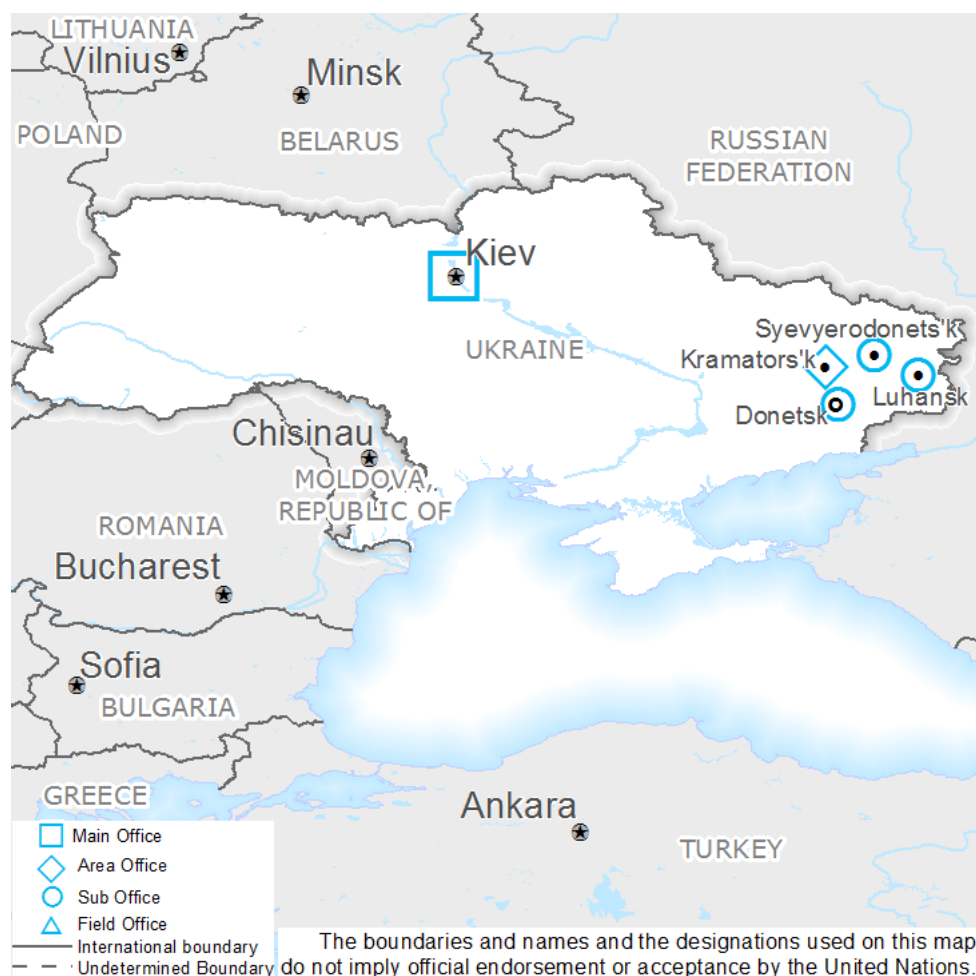 LITHUANIA
Vilnius
Minsk
POLAND
BELARUS
RUSSIAN
FEDERATION
Kiev
UKRAINE
Syevyerodonets'k
Kramators'k
Luhansk
Donetsk
Chisinau
MOLDOVA,
REPUBLIC OF
ROMANIA
Bucharest
Sofia
BULGARIA
GREECE
Ankara
TURKEY
Main Office
Area Office
Sub Office
Field Office
International boundary
Undetermined Boundary
The boundaries and names and the designations used on this map
do not imply official endorsement or acceptance by the United Nations.